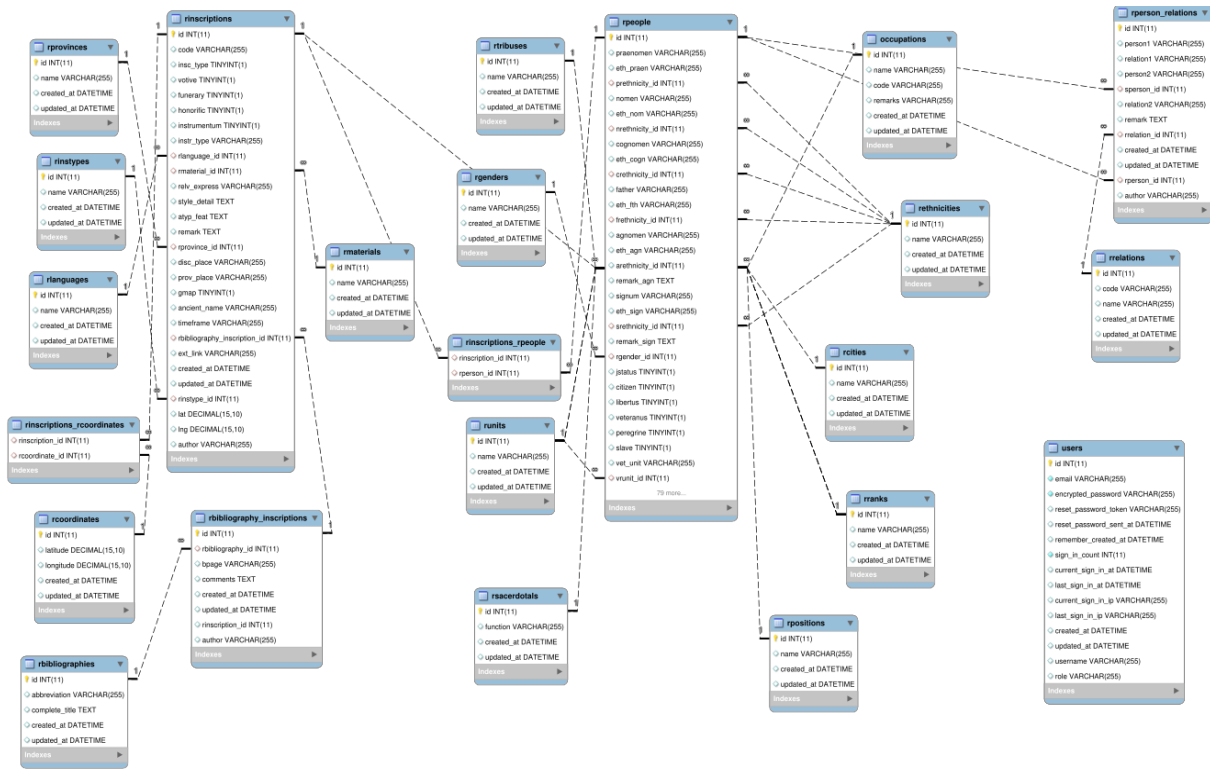 rinscriptions
id INT(11)
code VARCHAR(255)
insc_type TINYINT(1)
votive TINYINT(1)
funerary TINYINT(1)
honorific TINYINT(1)
instrumentum TINYINT(1)
instr_type VARCHAR(255)
rlanguage_id INT(11)
rmaterial_id INT(11)
relv_express VARCHAR(255)
style_detail TEXT
atyp_feat TEXT
remark TEXT
rprovince_id INT(11)
disc_place VARCHAR(255)
prov_place VARCHAR(255)
gmap TINYINT(1)
ancient_name VARCHAR(255)
timeframe VARCHAR(255)
rbibliography_inscription_id INT(11)
ext_link VARCHAR(255)
created_at DATETIME
updated_at DATETIME
rinstype_id INT(11)
lat DECIMAL(15,10)
lng DECIMAL(15,10)
author VARCHAR(255)
Indexes
rprovinces
id INT(11)
name VARCHAR(255)
created_at DATETIME
updated_at DATETIME
Indexes
rinstypes
id INT(11)
name VARCHAR(255)
created_at DATETIME
updated_at DATETIME
Indexes
rlanguages
id INT(11)
name VARCHAR(255)
created_at DATETIME
updated_at DATETIME
Indexes
rinscriptions_rcoordinates
rinscription_id INT(11)
rcoordinate_id INT(11)
Indexes
rcoordinates
id INT(11)
latitude DECIMAL(15,10)
longitude DECIMAL(15,10)
created_at DATETIME
updated_at DATETIME
Indexes
rbibliographies
id INT(11)
abbreviation VARCHAR(255)
complete_title TEXT
created_at DATETIME
updated_at DATETIME
Indexes
rbibliography_inscriptions
id INT(11)
rbibliography_id INT(11)
bpage VARCHAR(255)
comments TEXT
created_at DATETIME
updated_at DATETIME
rinscription_id INT(11)
author VARCHAR(255)
Indexes
rmaterials
id INT(11)
name VARCHAR(255)
created_at DATETIME
updated_at DATETIME
rtribuses
id INT(11)
name VARCHAR(255)
created_at DATETIME
updated_at DATETIME
Indexes
rgenders
id INT(11)
name VARCHAR(255)
created_at DATETIME
updated_at DATETIME
Indexes
rinscriptions_rpeople
rinscription_id INT(11)
rperson_id INT(11)
Indexes
runits
id INT(11)
name VARCHAR(255)
created_at DATETIME
updated_at DATETIME
Indexes
rsacerdotals
id INT(11)
function VARCHAR(255)
created_at DATETIME
updated_at DATETIME
Indexes
rpeople
id INT(11)
praenomen VARCHAR(255)
eth_praen VARCHAR(255)
prethnicity_id INT(11)
nomen VARCHAR(255)
eth_nom VARCHAR(255)
nrethnicity_id INT(11)
cognomen VARCHAR(255)
eth_cogn VARCHAR(255)
crethnicity_id INT(11)
father VARCHAR(255)
eth_fth VARCHAR(255)
frethnicity_id INT(11)
agnomen VARCHAR(255)
eth_agn VARCHAR(255)
arethnicity_id INT(11)
remark_agn TEXT
signum VARCHAR(255)
eth_sign VARCHAR(255)
srethnicity_id INT(11)
remark_sign TEXT
rgender_id INT(11)
jstatus TINYINT(1)
citizen TINYINT(1)
libertus TINYINT(1)
veteranus TINYINT(1)
peregrine TINYINT(1)
slave TINYINT(1)
vet_unit VARCHAR(255)
vrunit_id INT(11)
79 more...
Indexes
occupations
id INT(11)
name VARCHAR(255)
code VARCHAR(255)
remarks VARCHAR(255)
created_at DATETIME
updated_at DATETIME
Indexes
rethnicities
id INT(11)
name VARCHAR(255)
created_at DATETIME
updated_at DATETIME
Indexes
rcities
id INT(11)
name VARCHAR(255)
created_at DATETIME
updated_at DATETIME
Indexes
rranks
id INT(11)
name VARCHAR(255)
created_at DATETIME
updated_at DATETIME
Indexes
rpositions
id INT(11)
name VARCHAR(255)
created_at DATETIME
updated_at DATETIME
Indexes
rperson_relations
id INT(11)
person1 VARCHAR(255)
relation1 VARCHAR(255)
person2 VARCHAR(255)
sperson_id INT(11)
relation2 VARCHAR(255)
remark TEXT
rrelation_id INT(11)
created_at DATETIME
updated_at DATETIME
rperson_id INT(11)
author VARCHAR(255)
Indexes
rrelations
id INT(11)
code VARCHAR(255)
name VARCHAR(255)
created_at DATETIME
updated_at DATETIME
Indexes
users
id INT(11)
email VARCHAR(255)
encrypted_password VARCHAR(255)
reset_password_token VARCHAR(255)
reset_password_sent_at DATETIME
remember_created_at DATETIME
sign_in_count INT(11)
current_sign_in_at DATETIME
last_sign_in_at DATETIME
current_sign_in_ip VARCHAR(255)
last_sign_in_ip VARCHAR(255)
created_at DATETIME
updated_at DATETIME
username VARCHAR(255)
role VARCHAR(255)
Indexes